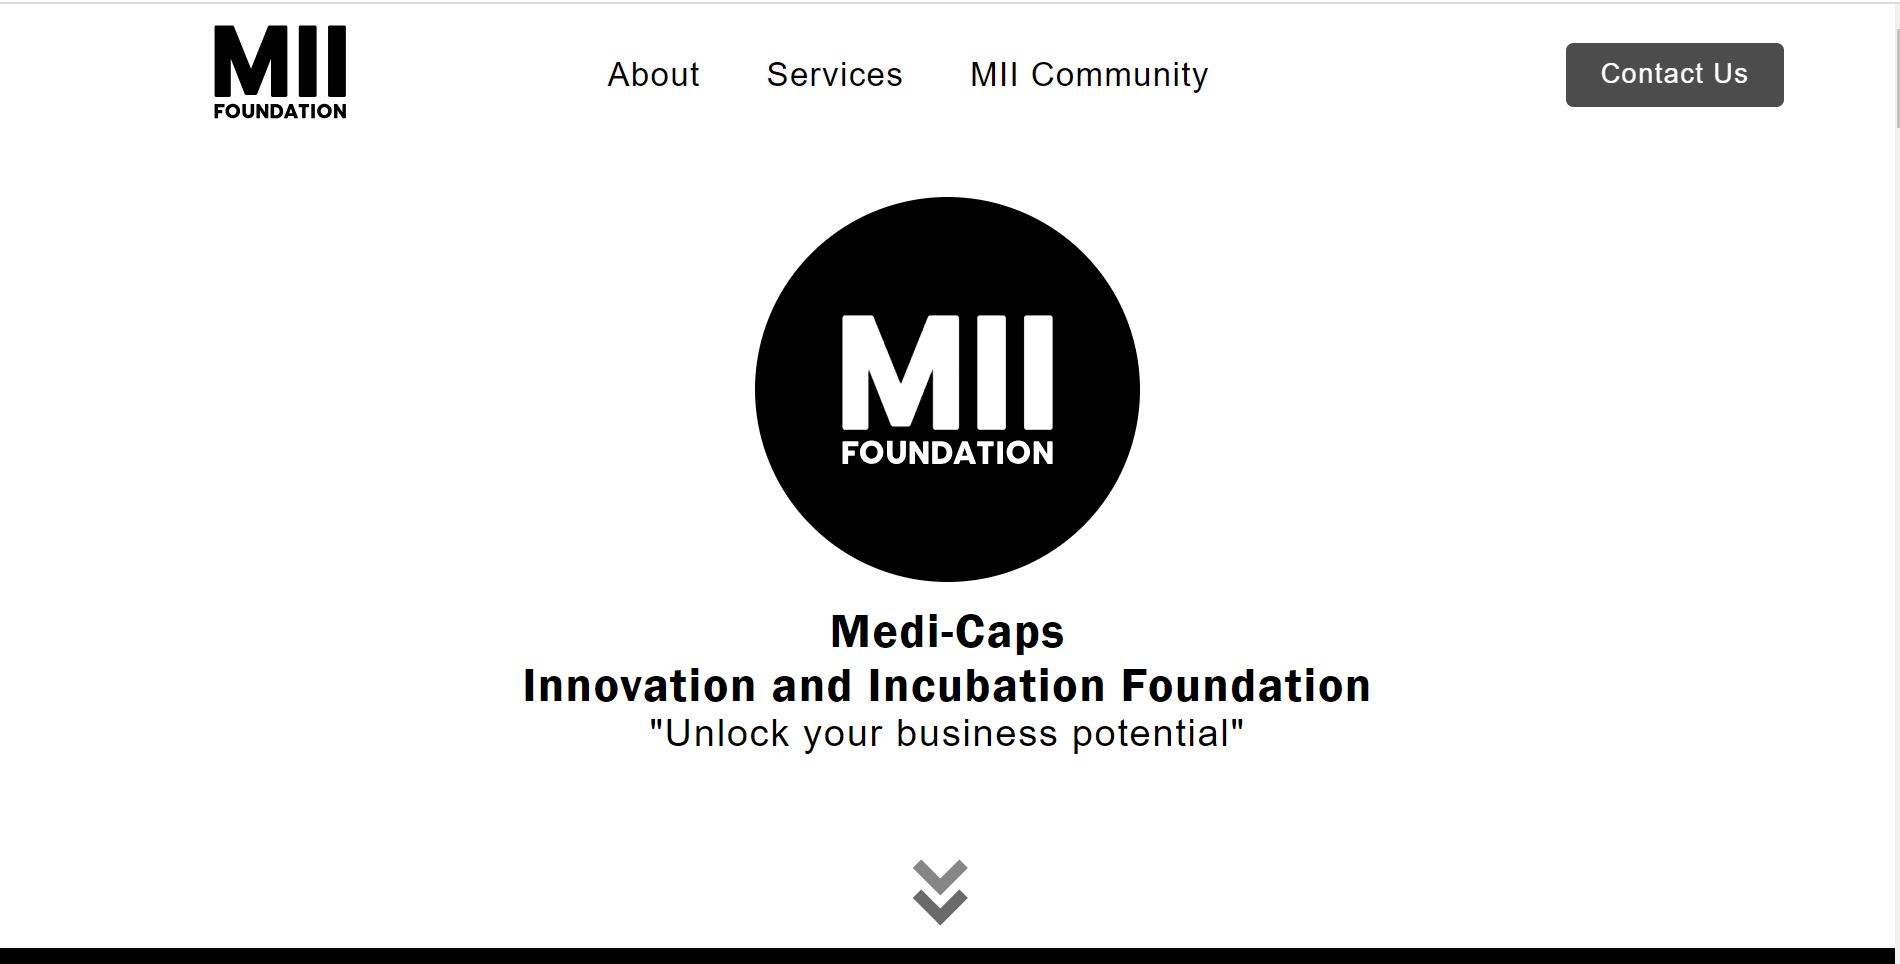 MII
FOUNDATION
About
Services
MII Community
Contact Us
MII
FOUNDATION
Medi-Caps
Innovation and Incubation Foundation
"Unlock your business potential"